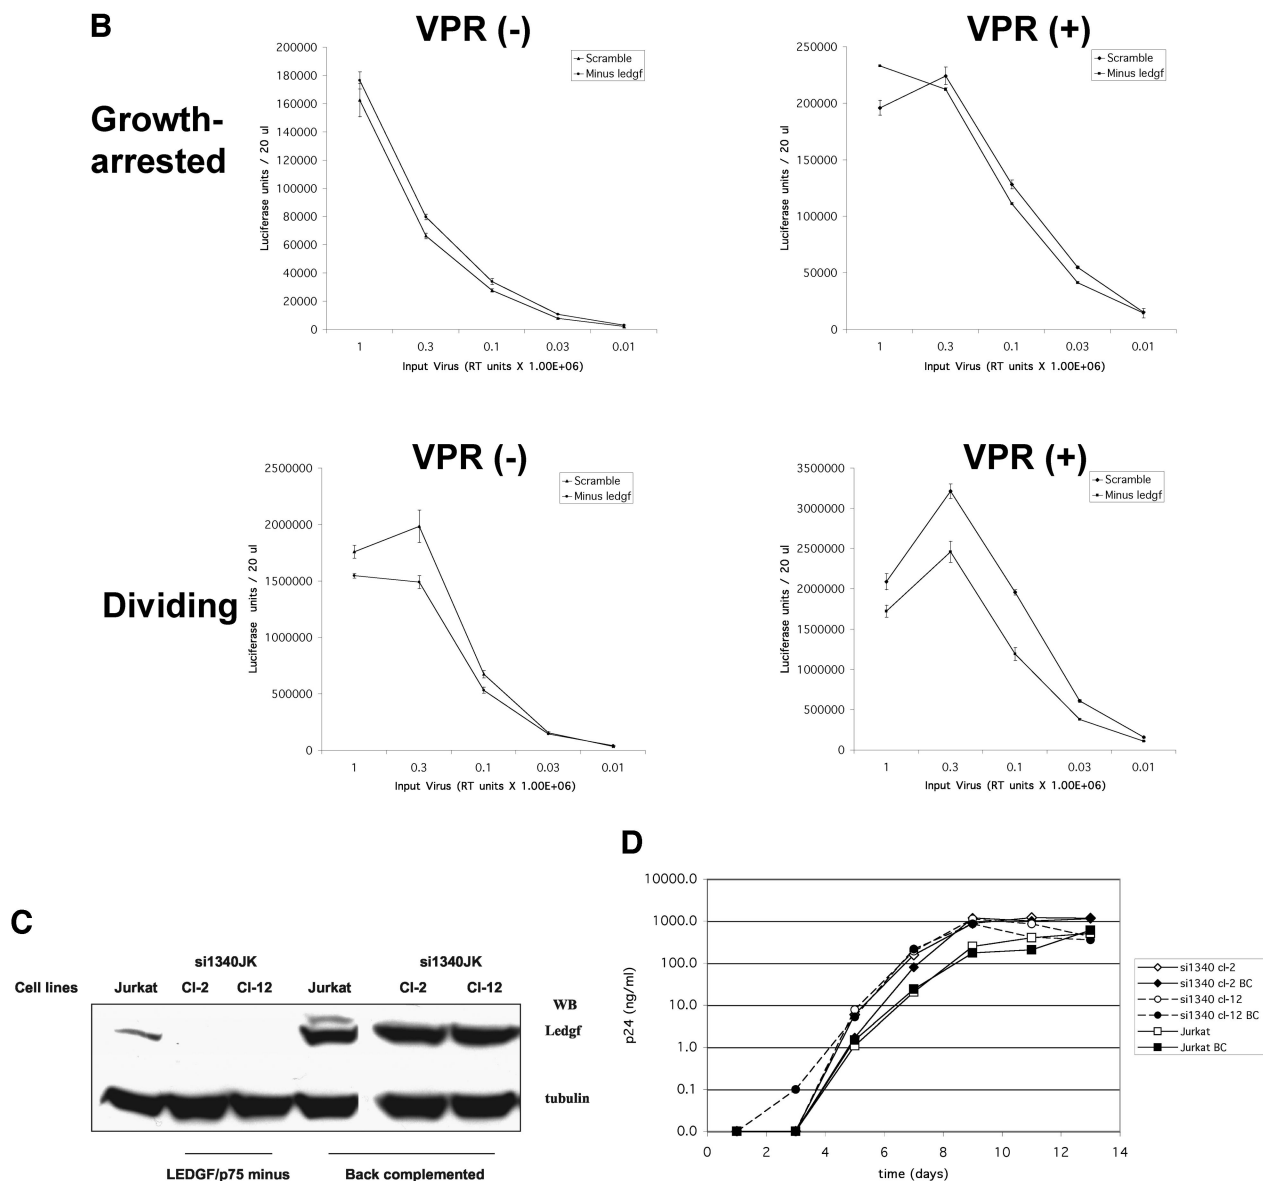 B
VPR (-)
VPR (+)
Growth-
arrested
Luciferase units / 20 ul
200000
180000
160000
140000
120000
100000
80000
60000
40000
20000
0
Scramble
Minus ledgf
1 0.3 0.1 0.03 0.01
Input Virus (RT units X 1.00E+06)
Luciferase units / 20 ul
250000
200000
150000
100000
50000
0
Scramble
Minus ledgf
1 0.3 0.1 0.03 0.01
Input Virus (RT units X 1.00E+06)
VPR (-)
VPR (+)
Dividing
Luciferase units / 20 ul
2500000
2000000
1500000
1000000
500000
0
Scramble
Minus ledgf
1 0.3 0.1 0.03 0.01
Input Virus (RT units X 1.00E+06)
Luciferase units / 20 ul
3500000
3000000
2500000
2000000
1500000
1000000
500000
0
Scramble
Minus ledgf
1 0.3 0.1 0.03 0.01
Input Virus (RT units X 1.00E+06)
C
si1340JK si1340JK
Cell lines Jurkat Cl-2 Cl-12 Jurkat Cl-2 Cl-12
WB
Ledgf
tubulin
LEDGF/p75 minus Back complemented
D
p24 (ng/ml)
10000.0
1000.0
100.0
10.0
1.0
0.1
0.0
0 2 4 6 8 10 12 14
time (days)
si1340 cl-2
si1340 cl-2 BC
si1340 cl-12
si1340 cl-12 BC
Jurkat
Jurkat BC